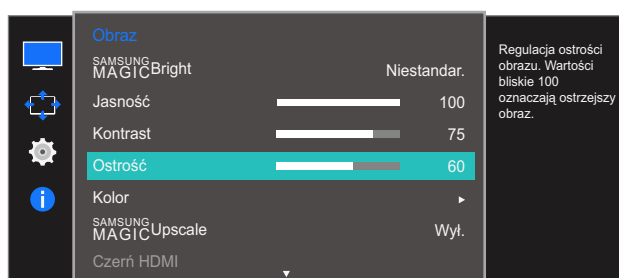 Obraz
SAMSUNG
MAGICBright Niestandar.
Jasność 100
Kontrast 75
Ostrość 60
Kolor
SAMSUNG
MAGICUpscale Wył.
Czerń HDMI
Regulacja ostrości
obrazu. Wartości
bliskie 100
oznaczają ostrzejszy
obraz.